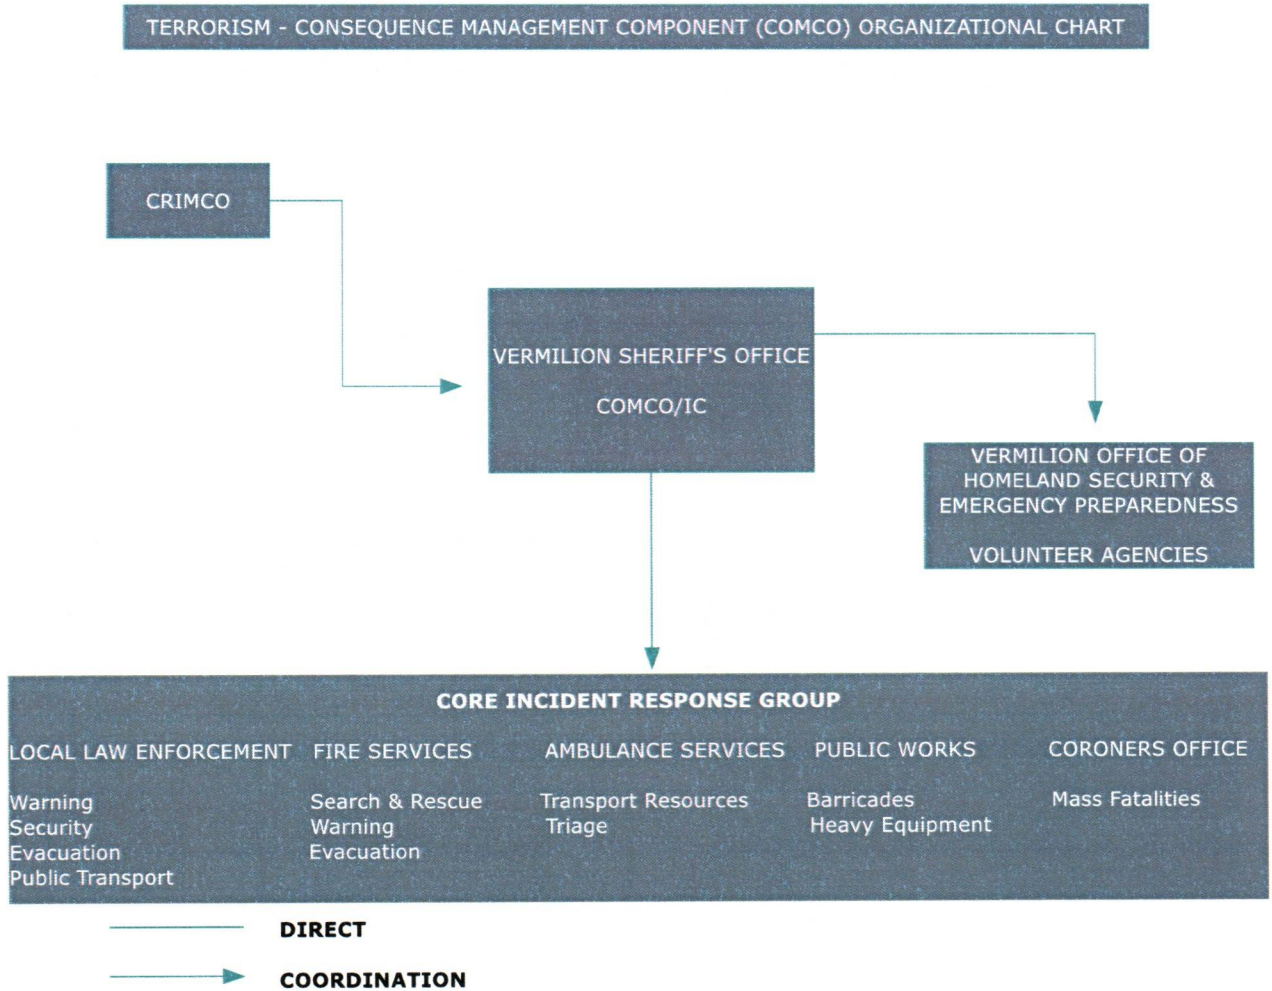 TERRORISM - CONSEQUENCE MANAGEMENT COMPONENT (COMCO) ORGANIZATIONAL CHART
CRIMCO
VERMILION SHERIFF'S OFFICE
COMCO/IC
VERMILION OFFICE OF
HOMELAND SECURITY &
EMERGENCY PREPAREDNESS
VOLUNTEER AGENCIES
CORE INCIDENT RESPONSE GROUP
LOCAL LAW ENFORCEMENT
Warning
Security
Evacuation
Public Transport
FIRE SERVICES
Search & Rescue
Warning
Evacuation
AMBULANCE SERVICES
Transport Resources
Triage
PUBLIC WORKS
Barricades
Heavy Equipment
CORONERS OFFICE
Mass Fatalities
DIRECT
COORDINATION